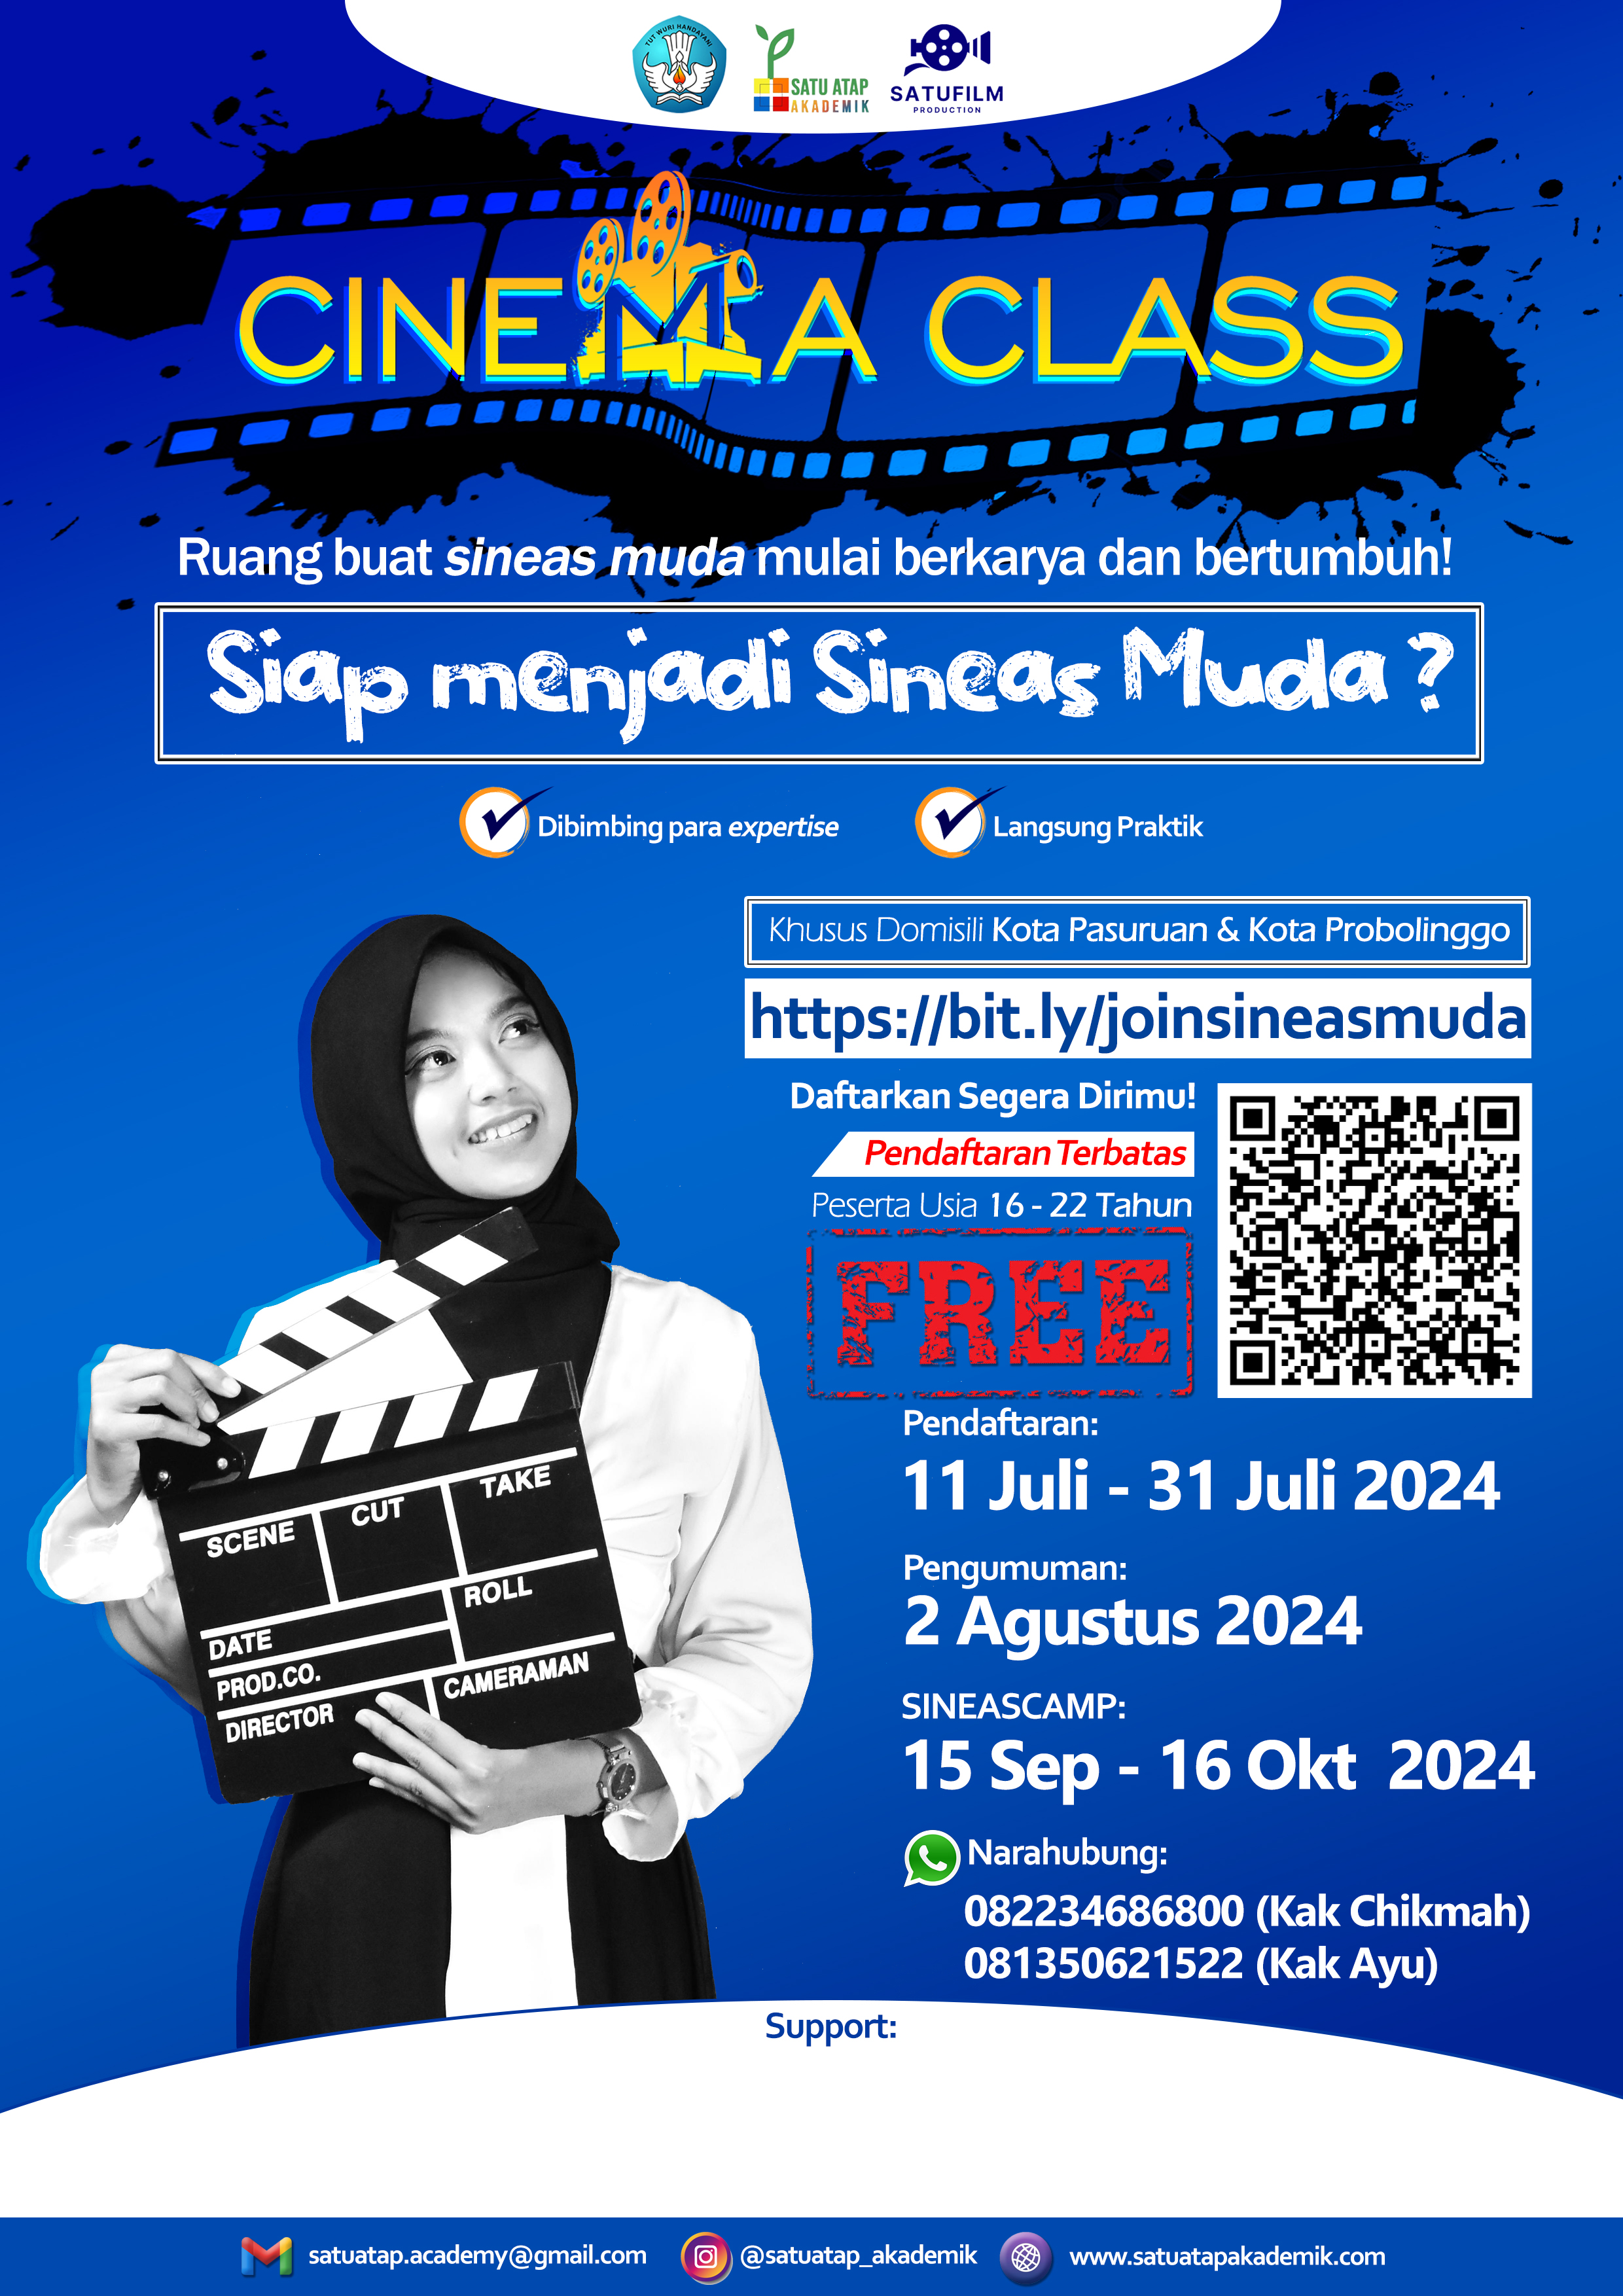 TUT WURI HANDAYANI
SATU ATAP
AKADEMIK
SATUFILM
PRODUCTION
CINEMA CLASS
Ruang buat sineas muda mulai berkarya dan bertumbuh!
Siap menjadi Sineas Muda ?
Dibimbing para expertise
Langsung Praktik
Khusus Domisili Kota Pasuruan & Kota Probolinggo
https://bit.ly/joinsineasmuda
Daftarkan Segera Dirimu!
Pendaftaran Terbatas
Peserta Usia 16 - 22 Tahun
FREE
SCENE
CUT
TAKE
ROLL
DATE
PROD.CO.
DIRECTOR
CAMERAMAN
Pendaftaran:
11 Juli - 31 Juli 2024
Pengumuman:
2 Agustus 2024
SINEASCAMP:
15 Sep - 16 Okt 2024
Narahubung:
082234686800 (Kak Chikmah)
081350621522 (Kak Ayu)
Support:
satuatap.academy@gmail.com
@satuatap_akademik
www.satuatapakademik.com